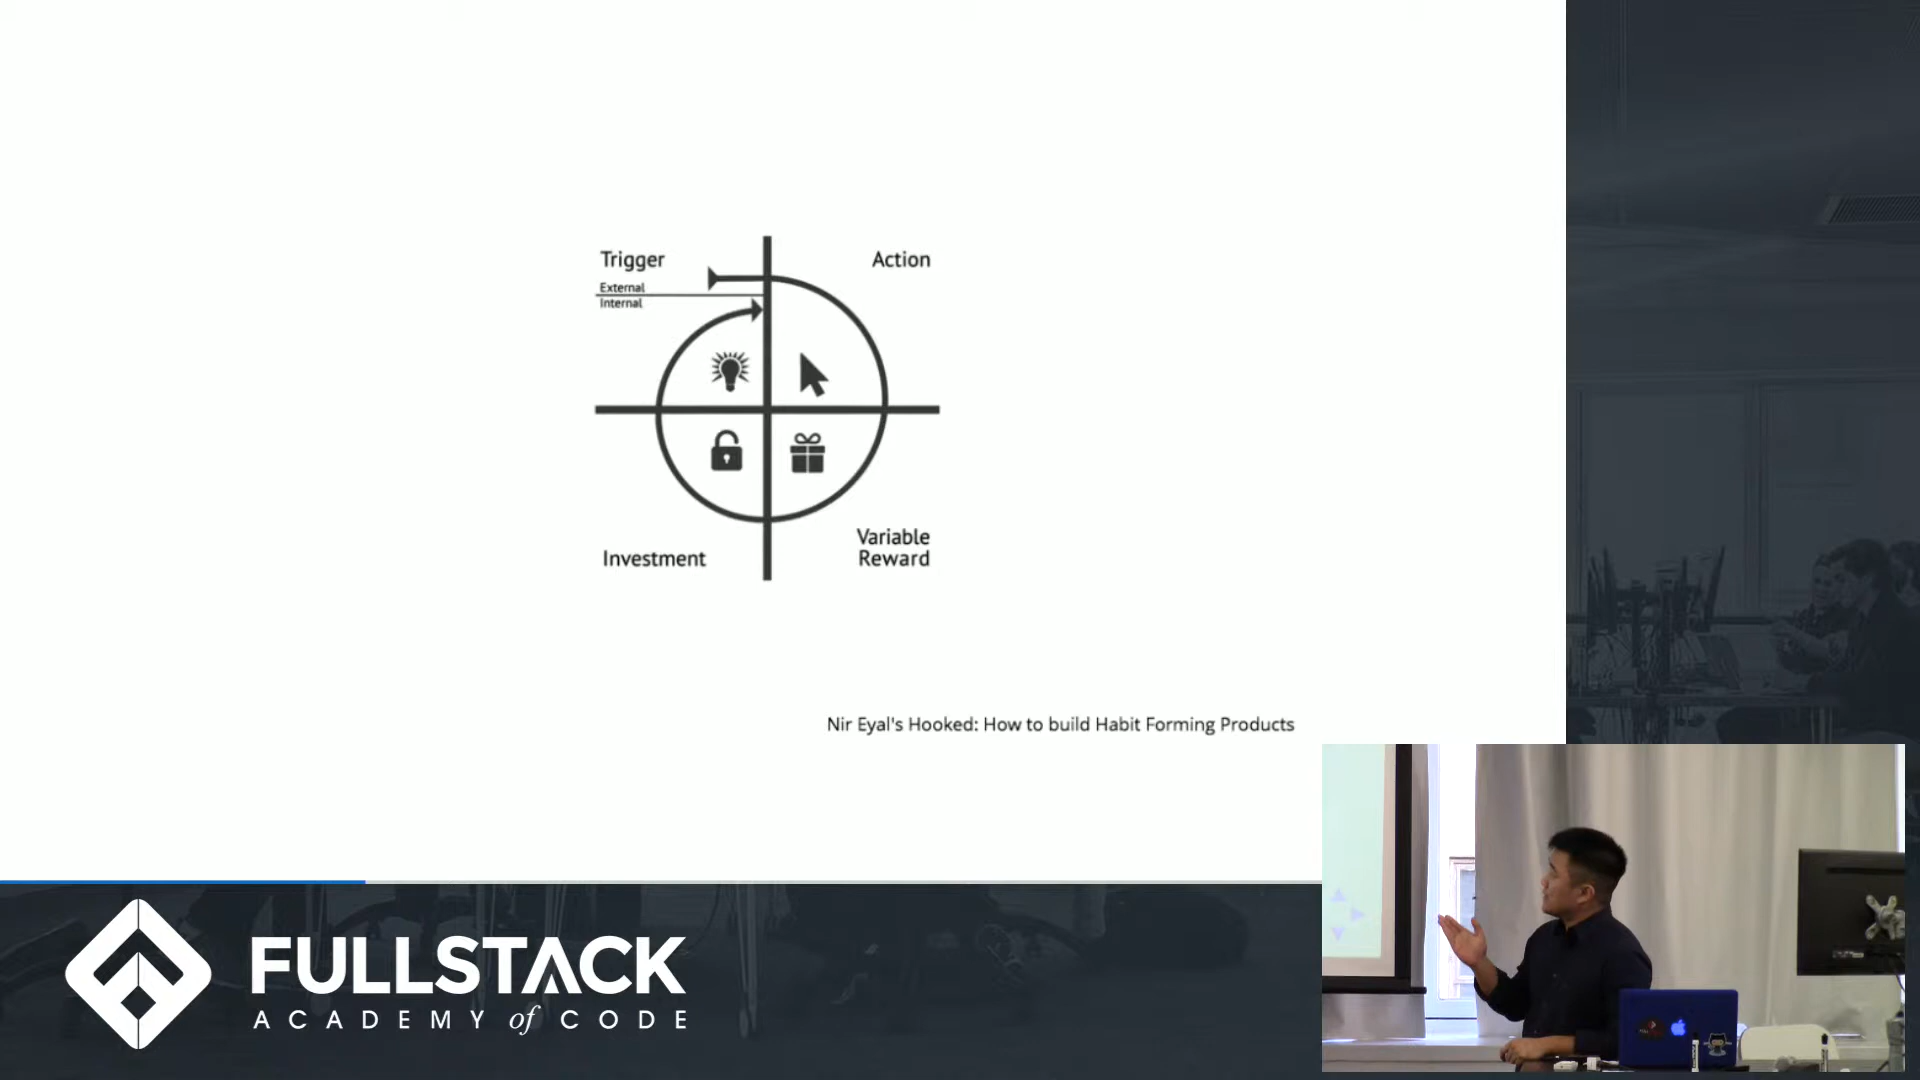 Trigger
External
Internal
Action
Investment
Variable
Reward
Nir Eyal's Hooked: How to build Habit Forming Products
FULLSTACK
ACADEMY of CODE